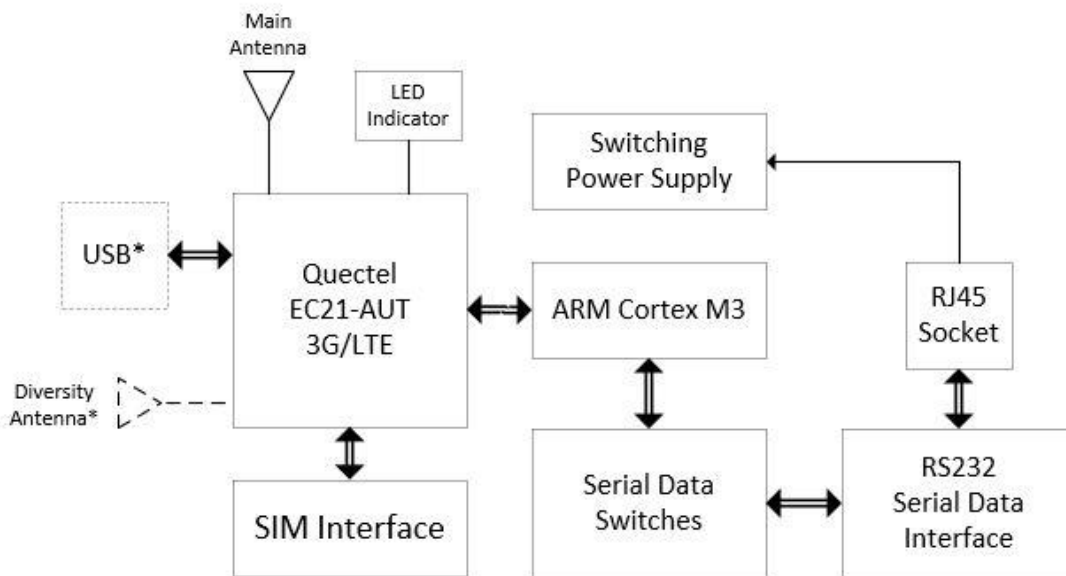 Main
Antenna
LED
Indicator
Switching
Power Supply
USB*
Quectel
EC21-AUT
3G/LTE
ARM Cortex M3
RJ45
Socket
Diversity
Antenna*
SIM Interface
Serial Data
Switches
RS232
Serial Data
Interface